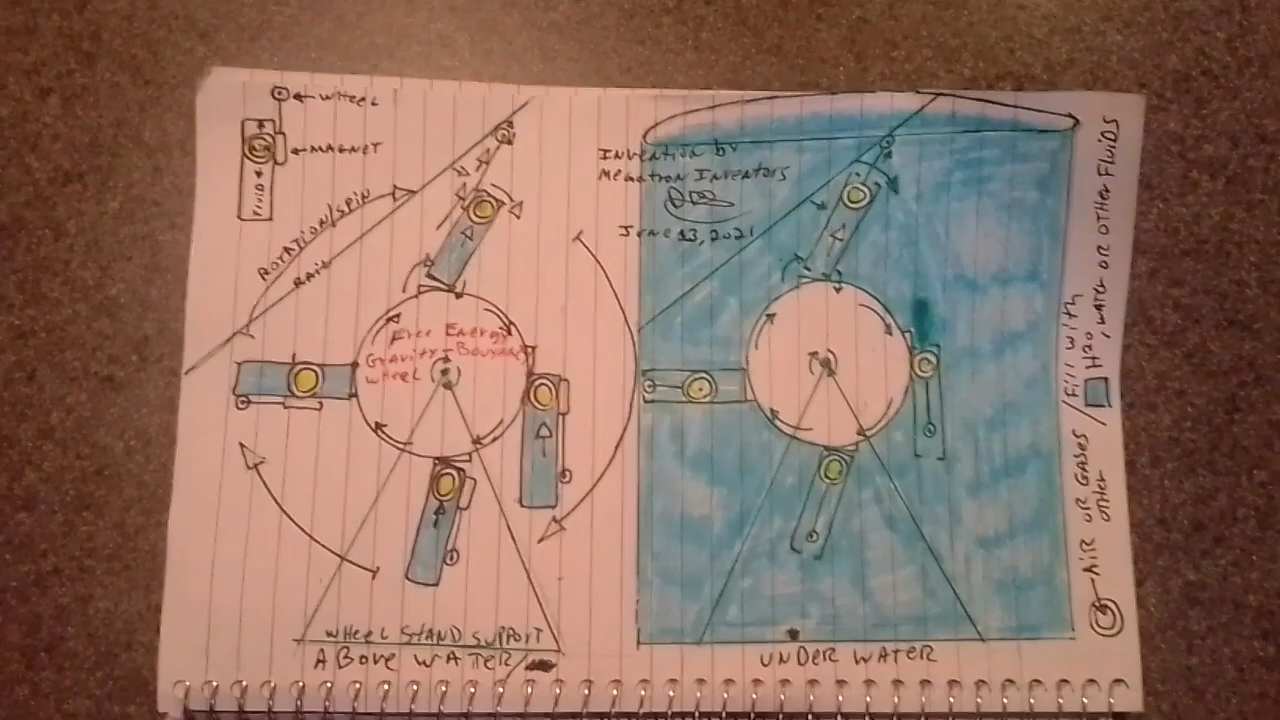 WHEEL
MAGNET
FLUID
ROTATION/SPIN
RAIL
Free Energy
Gravity-Bouyancy
wheel
WHEEL STAND SUPPORT
ABOVE WATER/
INVENTION by
MEGATRON INVENTORS
JUNE 13, 2021
UNDER WATER
AIR OR GASES / Fill with
OTHER
H20, WATER OR OTHER FLUIDS